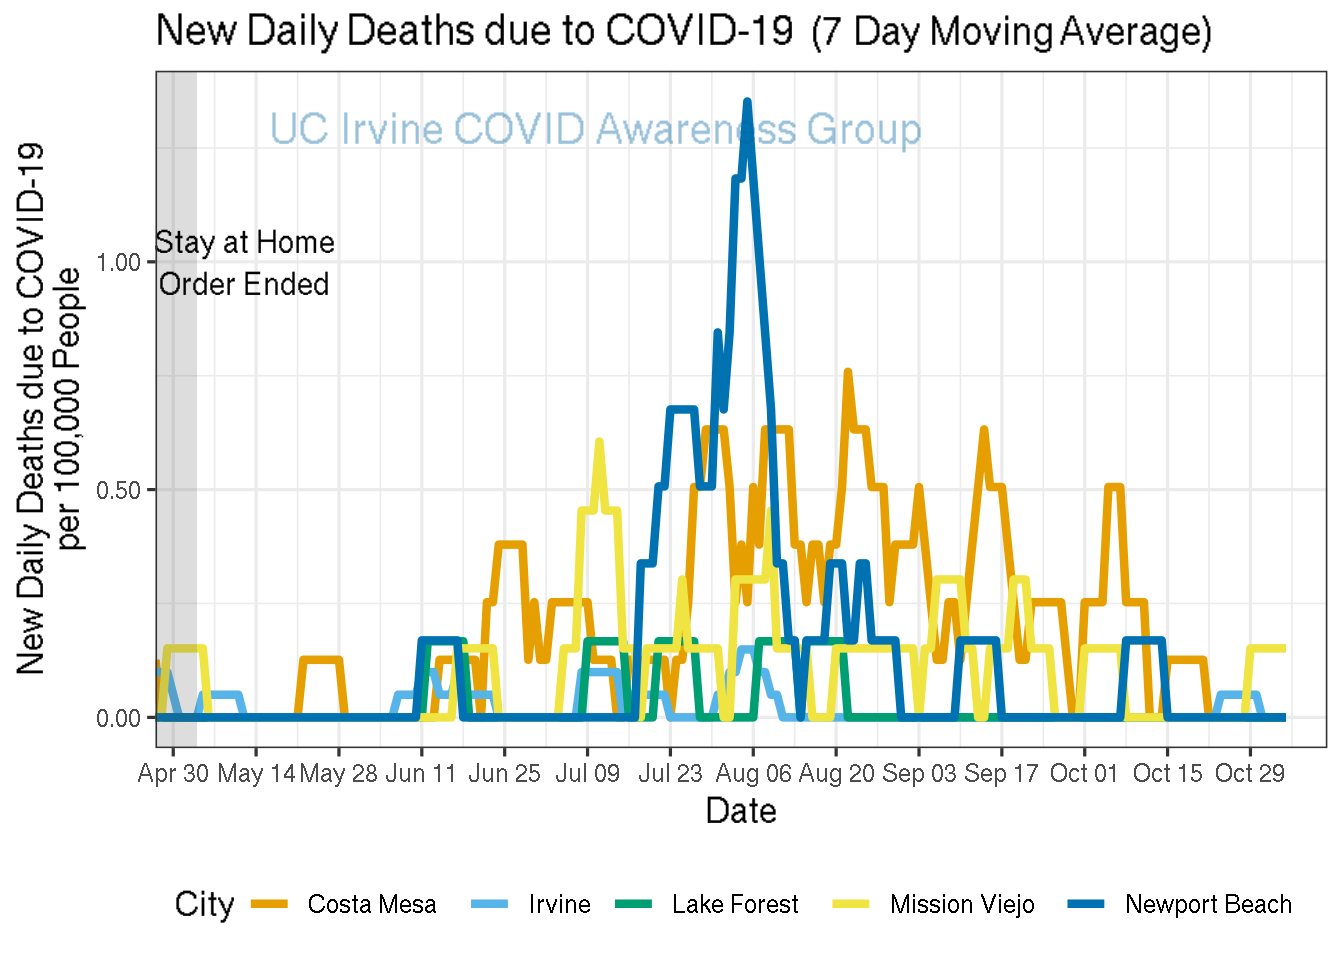 New Daily Deaths due to COVID-19 (7 Day Moving Average)
UC Irvine COVID Awareness Group
New Daily Deaths due to COVID-19
per 100,000 People
Stay at Home
Order Ended
1.00
0.50
0.00
Apr 30 May 14 May 28 Jun 11 Jun 25 Jul 09 Jul 23 Aug 06 Aug 20 Sep 03 Sep 17 Oct 01 Oct 15 Oct 29
Date
City Costa Mesa Irvine Lake Forest Mission Viejo Newport Beach